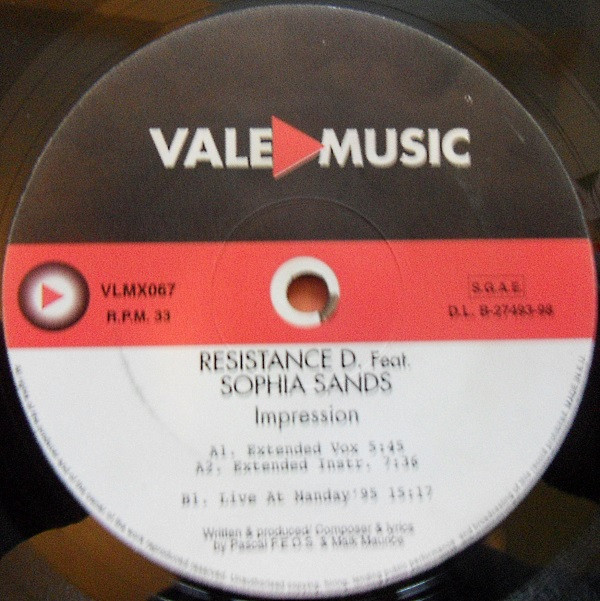 VALE MUSIC
VLMX067
R.P.M. 33
S.G.A.E.
D.L. B-27493-98
RESISTANCE D. Feat.
SOPHIA SANDS
Impression
A1. Extended Vox 5:45
A2. Extended Instr. 7:36
B1. Live At Nanday'95 15:17
Written & produced/ Composer & lyrics
by Pascal F.E.O.S. & Maik Maurice